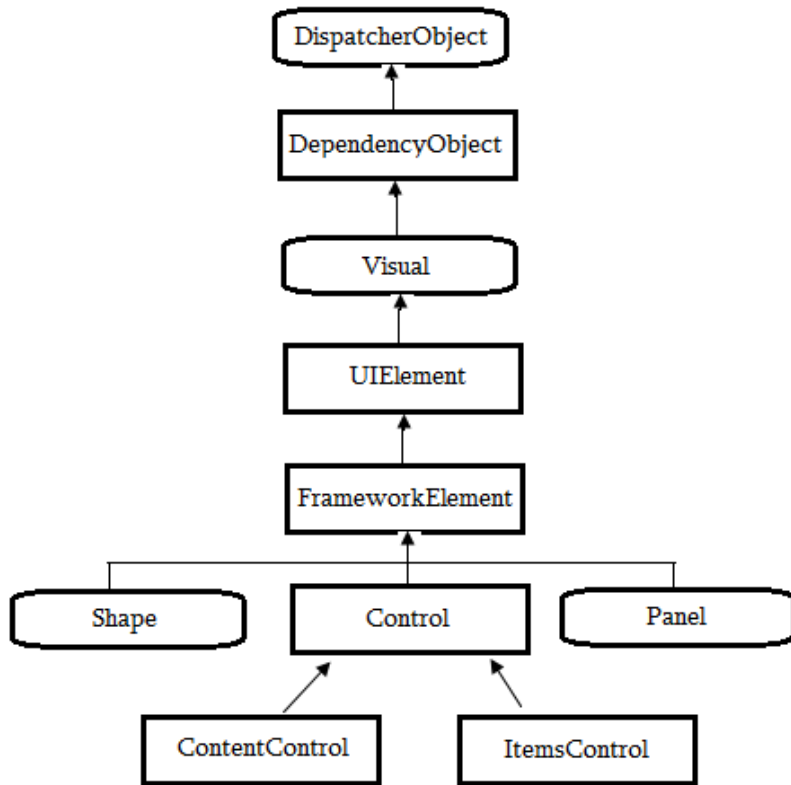 DispatcherObject
DependencyObject
Visual
UIElement
FrameworkElement
Shape
Control
Panel
ContentControl
ItemsControl